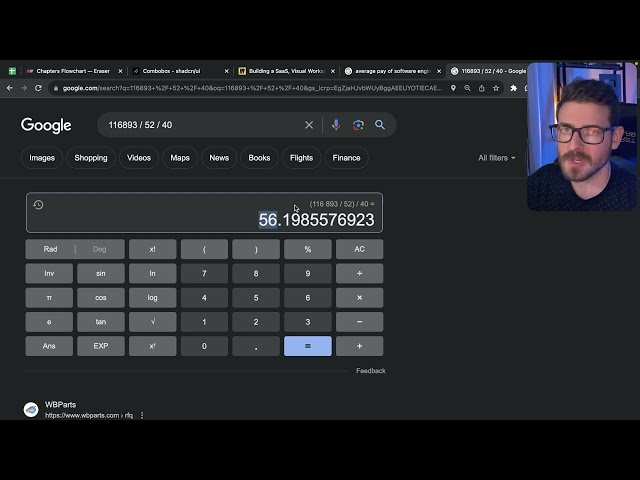 Chapters Flowchart — Eraser
Combobox - shadcn/ui
Building a SaaS, Visual Works
average pay of software engin
116893 / 52 / 40 - Google
google.com/search?q=116893+%2F+52+%2F+40&oq=116893+%2F+52+%2F+40&gs_lcrp=EgZjaHJvbWUyBggAEEUYOTIECAE...
Google
116893 / 52 / 40
Images
Shopping
Videos
Maps
News
Books
Flights
Finance
All filters
(116 893 / 52) / 40 =
56.1985576923
Rad | Deg x! ( ) % AC
Inv sin ln 7 8 9 ÷
π cos log 4 5 6 ×
e tan √ 1 2 3 −
Ans EXP xʸ 0 . = +
Feedback
WBParts
https://www.wbparts.com › rfq